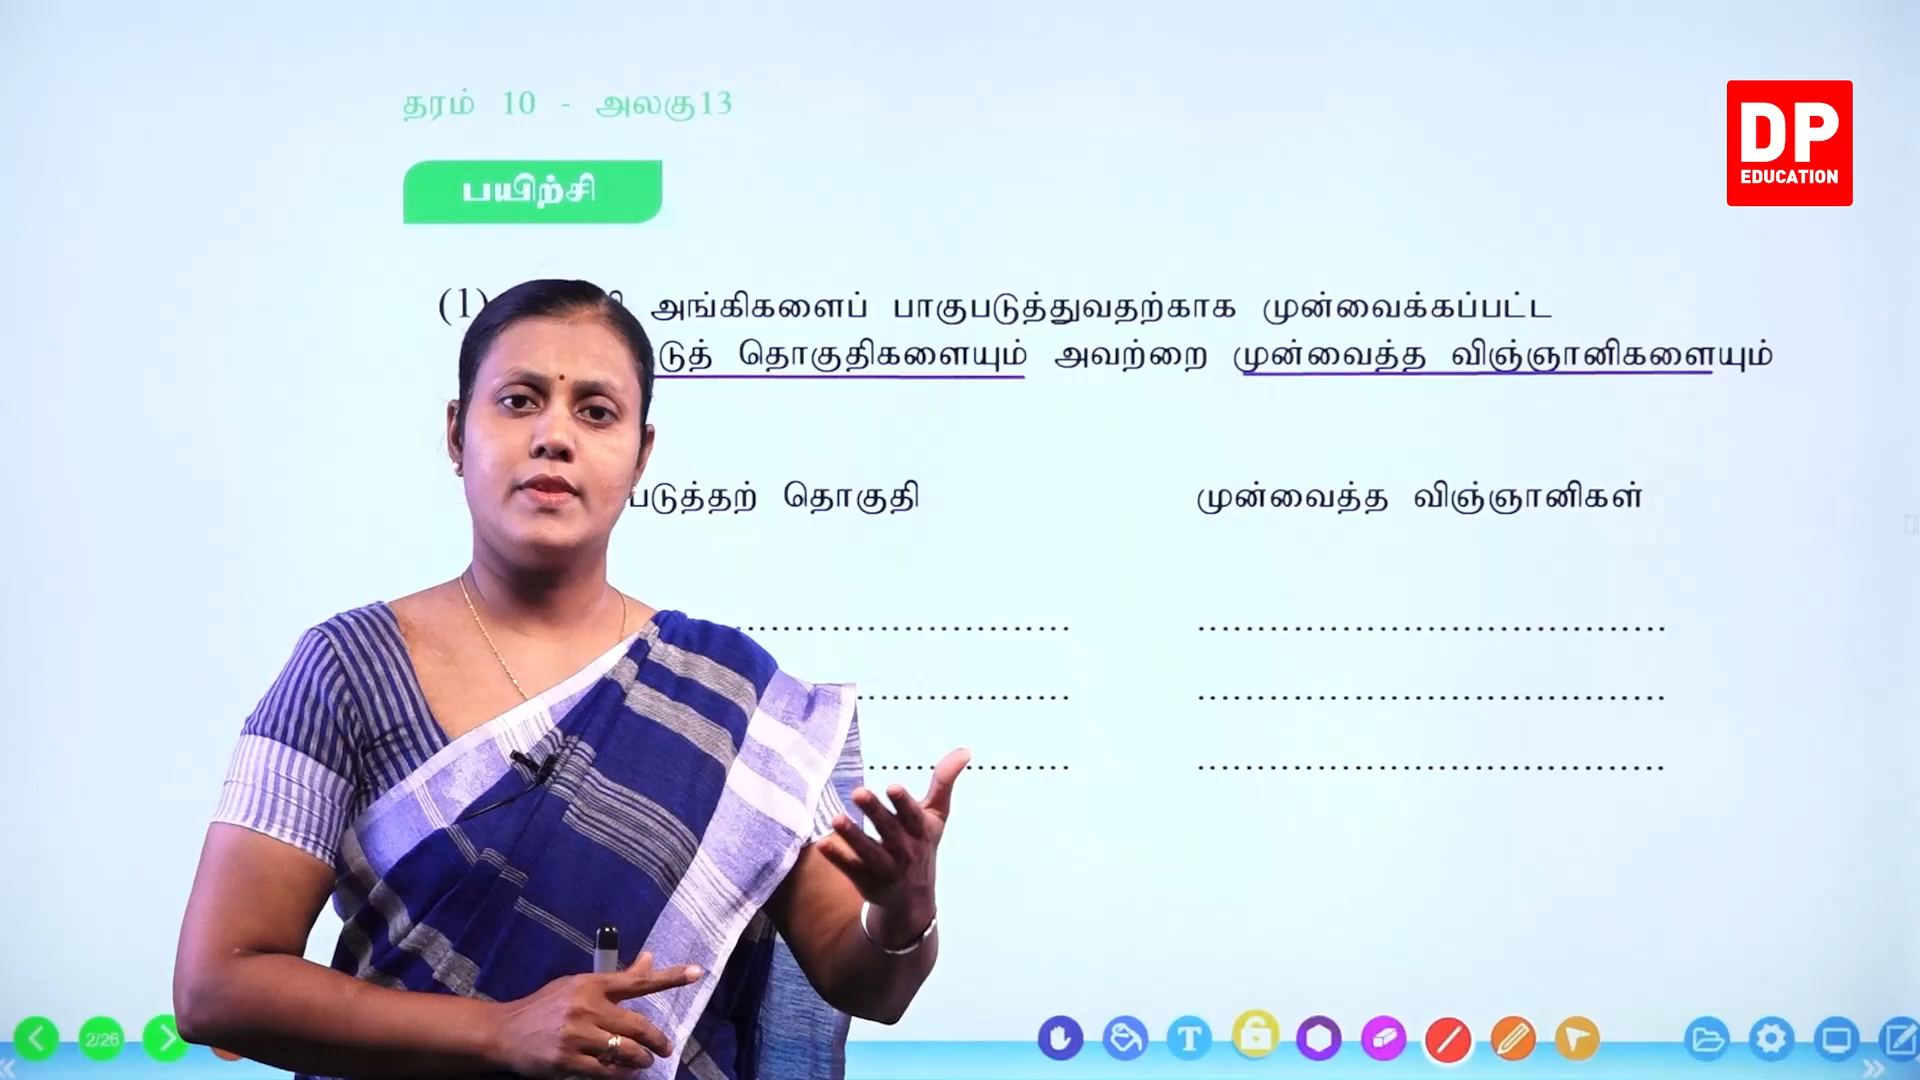 தரம் 10 - அலகு13
DP
EDUCATION
பயிற்சி
(1) அங்கிகளைப் பாகுபடுத்துவதற்காக முன்வைக்கப்பட்ட
தொகுதிகளையும் அவற்றை முன்வைத்த விஞ்ஞானிகளையும்
தொகுதி முன்வைத்த விஞ்ஞானிகள்
2/26
T